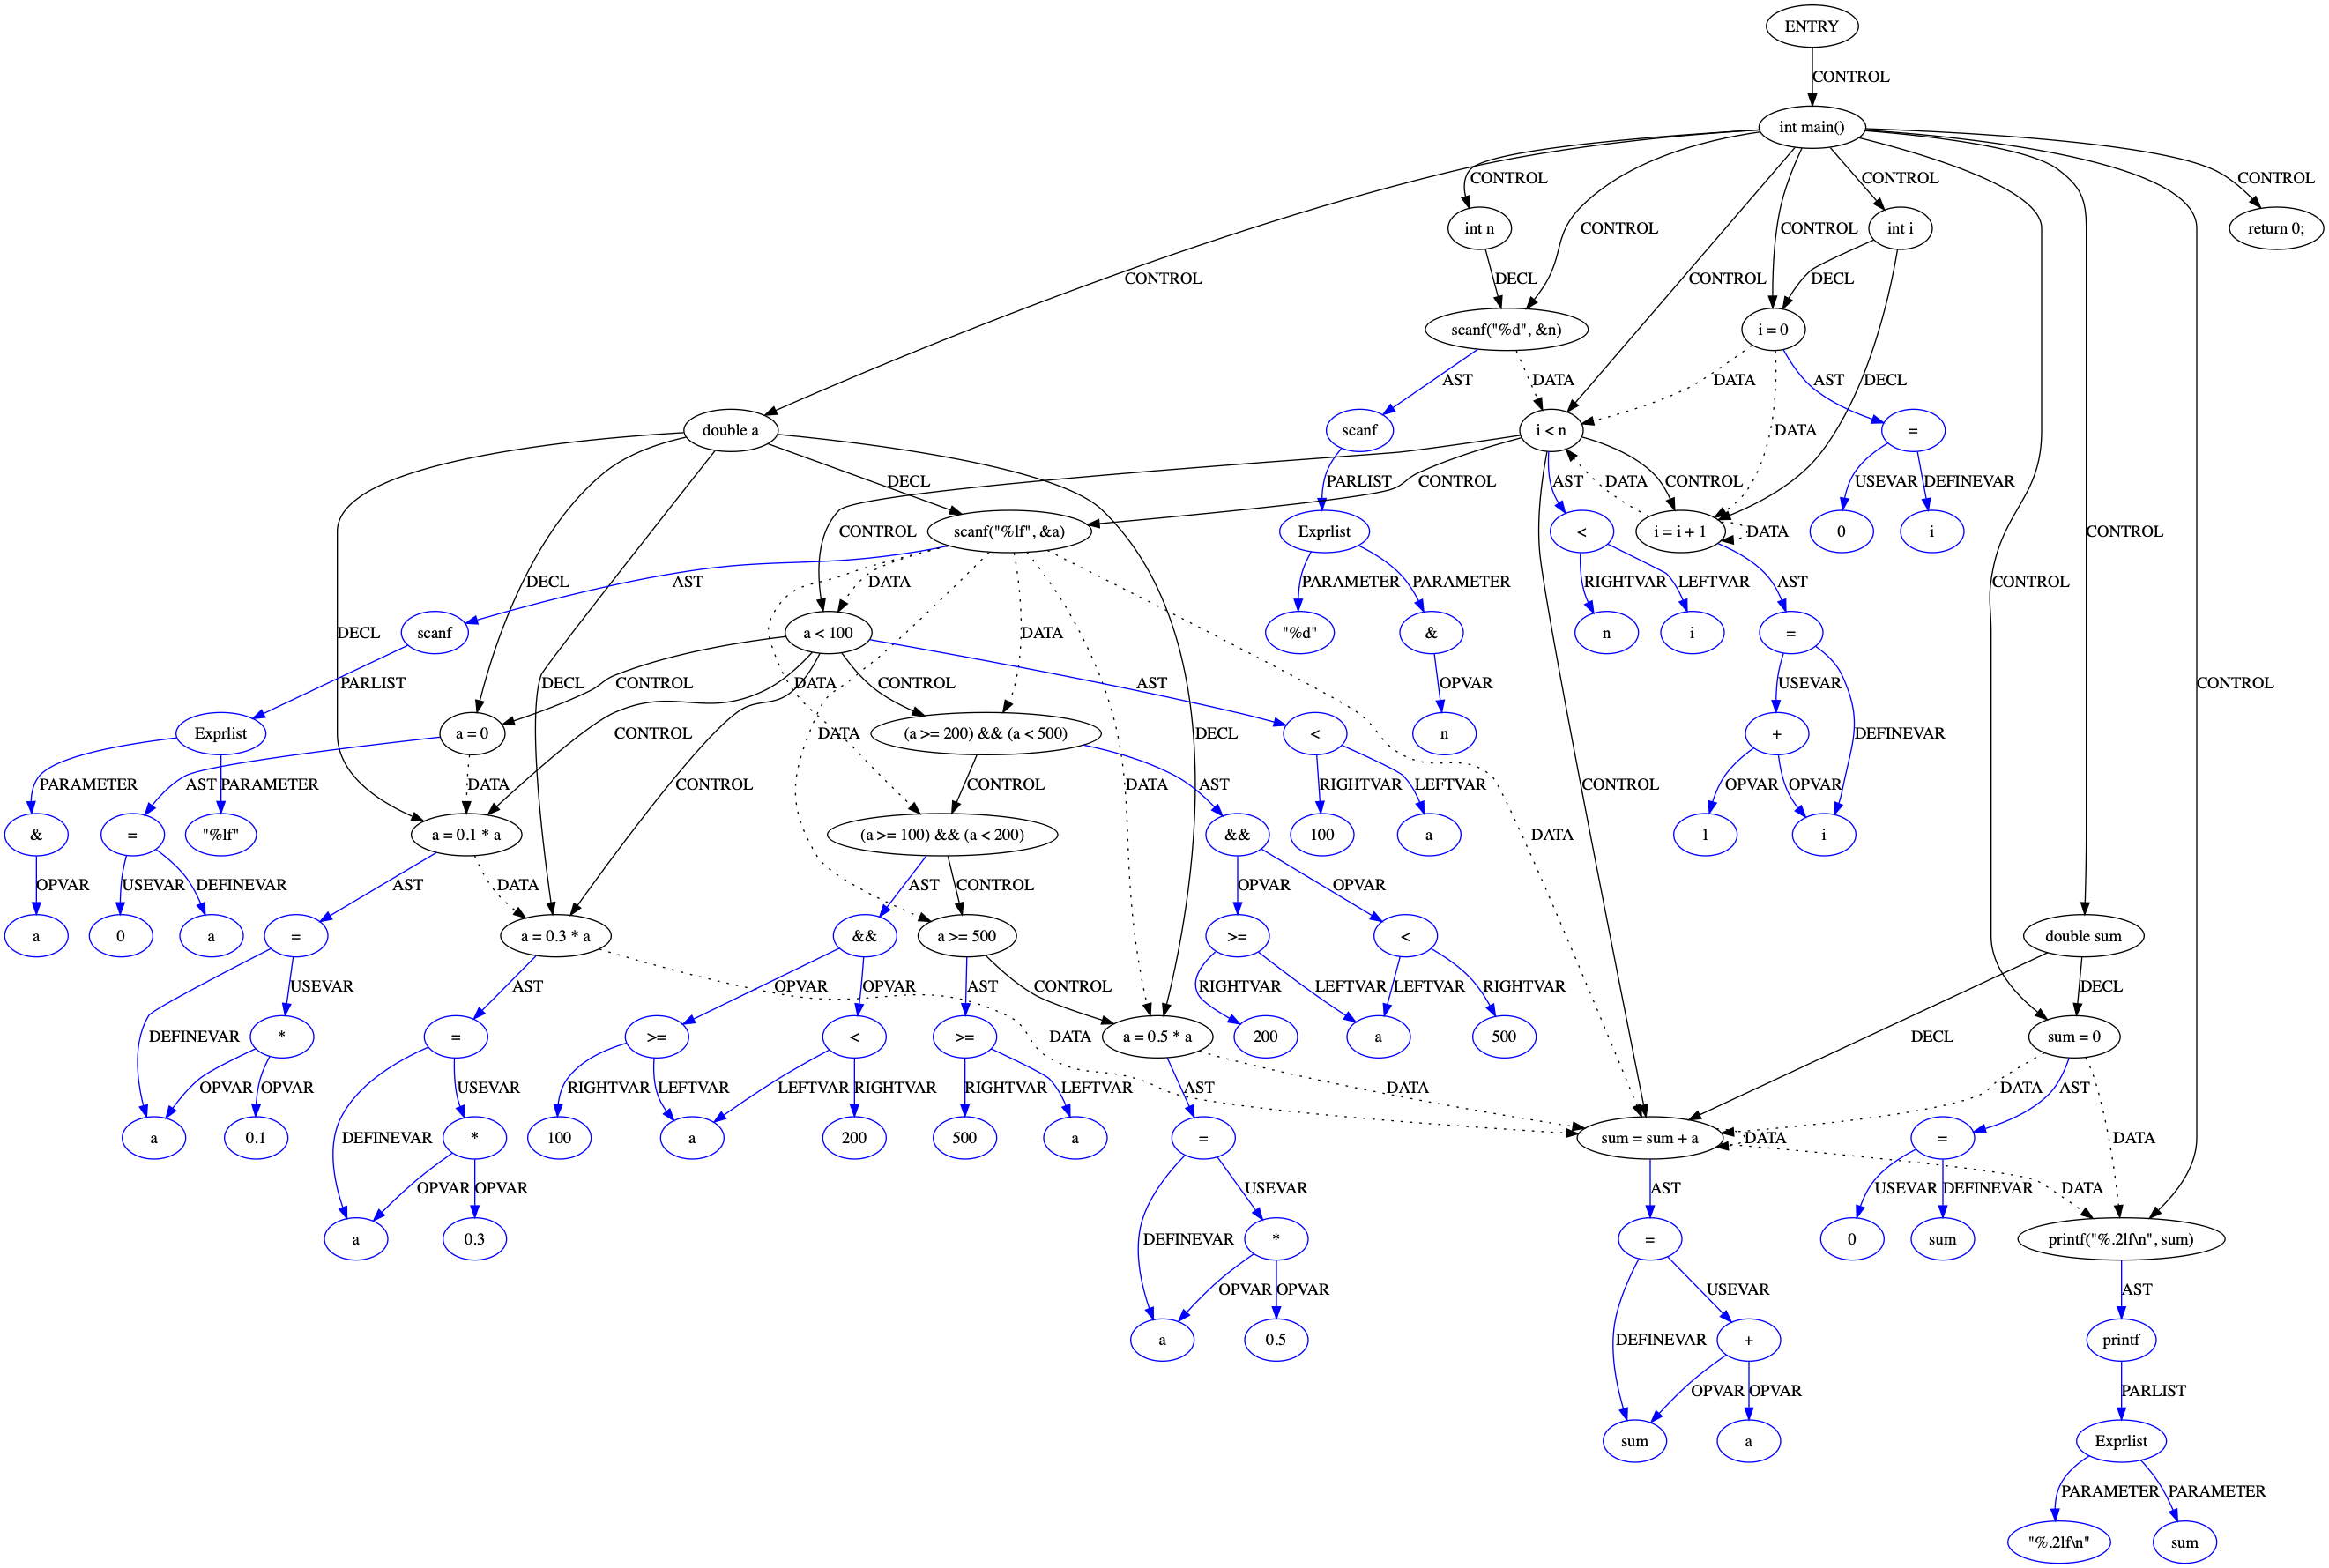 ENTRY
CONTROL
int main()
CONTROL
CONTROL
CONTROL
int n
CONTROL
CONTROL
int i
return 0;
CONTROL
DECL
CONTROL
DECL
CONTROL
scanf("%d", &n)
i = 0
AST
DATA
DATA
DECL
AST
double a
scanf
i < n
DATA
=
DECL
CONTROL
PARLIST
AST
DATA
CONTROL
USEVAR
DEFINEVAR
CONTROL
scanf("%lf", &a)
Exprlist
<
i = i + 1
DATA
0
i
CONTROL
DECL
AST
DATA
PARAMETER
PARAMETER
RIGHTVAR
LEFTVAR
AST
CONTROL
DECL
scanf
a < 100
DATA
"%d"
&
n
i
=
PARLIST
DECL
CONTROL
DATA
CONTROL
AST
OPVAR
USEVAR
CONTROL
Exprlist
a = 0
CONTROL
DATA
(a >= 200) && (a < 500)
DECL
<
n
+
DEFINEVAR
PARAMETER
AST
PARAMETER
DATA
CONTROL
CONTROL
AST
DATA
RIGHTVAR
LEFTVAR
CONTROL
OPVAR
OPVAR
&
=
"%lf"
a = 0.1 * a
(a >= 100) && (a < 200)
&&
100
a
DATA
1
i
OPVAR
USEVAR
DEFINEVAR
AST
DATA
AST
CONTROL
OPVAR
OPVAR
a
0
a
=
a = 0.3 * a
&&
a >= 500
>=
<
double sum
USEVAR
AST
OPVAR
OPVAR
AST
CONTROL
RIGHTVAR
LEFTVAR
LEFTVAR
RIGHTVAR
DECL
DEFINEVAR
*
=
>=
<
>=
DATA
a = 0.5 * a
200
a
500
DECL
sum = 0
OPVAR
OPVAR
USEVAR
RIGHTVAR
LEFTVAR
LEFTVAR
RIGHTVAR
RIGHTVAR
LEFTVAR
AST
DATA
DATA
AST
a
0.1
DEFINEVAR
*
100
a
200
500
a
=
sum = sum + a
DATA
=
DATA
OPVAR
OPVAR
USEVAR
AST
USEVAR
DEFINEVAR
DATA
a
0.3
DEFINEVAR
*
=
0
sum
printf("%.2lf\n", sum)
OPVAR
OPVAR
USEVAR
AST
a
0.5
DEFINEVAR
+
printf
OPVAR
OPVAR
PARLIST
sum
a
Exprlist
PARAMETER
PARAMETER
"%.2lf\n"
sum